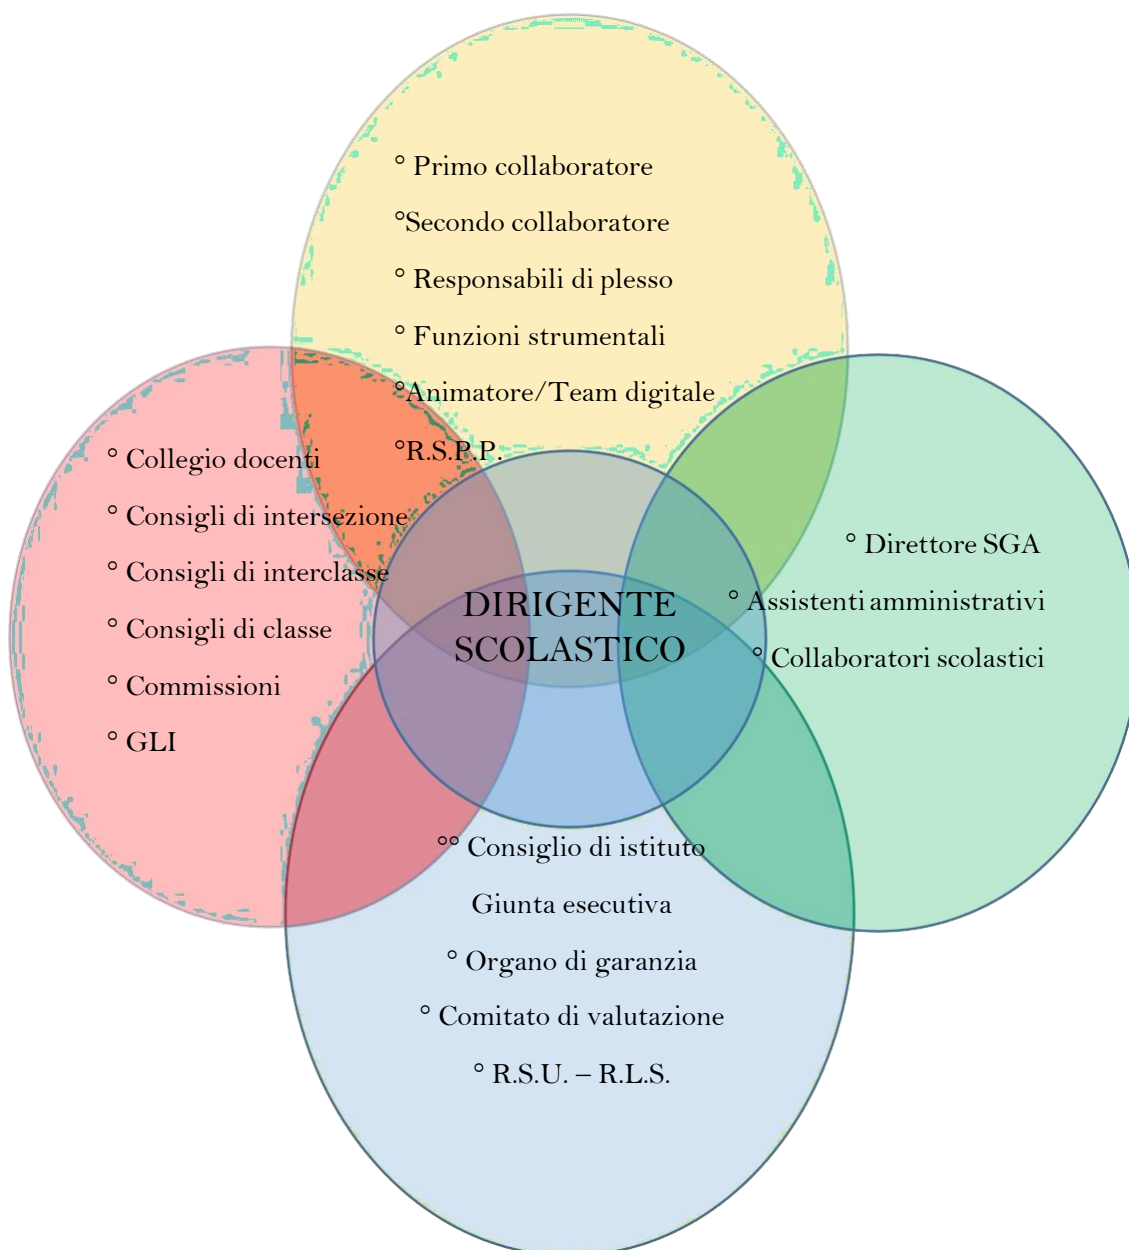 ° Primo collaboratore
°Secondo collaboratore
° Responsabili di plesso
° Funzioni strumentali
°Animatore/Team digitale
°R.S.P.P.
° Collegio docenti
° Consigli di intersezione
° Consigli di interclasse
° Consigli di classe
° Commissioni
° GLI
DIRIGENTE
SCOLASTICO
° Direttore SGA
° Assistenti amministrativi
° Collaboratori scolastici
°° Consiglio di istituto
Giunta esecutiva
° Organo di garanzia
° Comitato di valutazione
° R.S.U. – R.L.S.